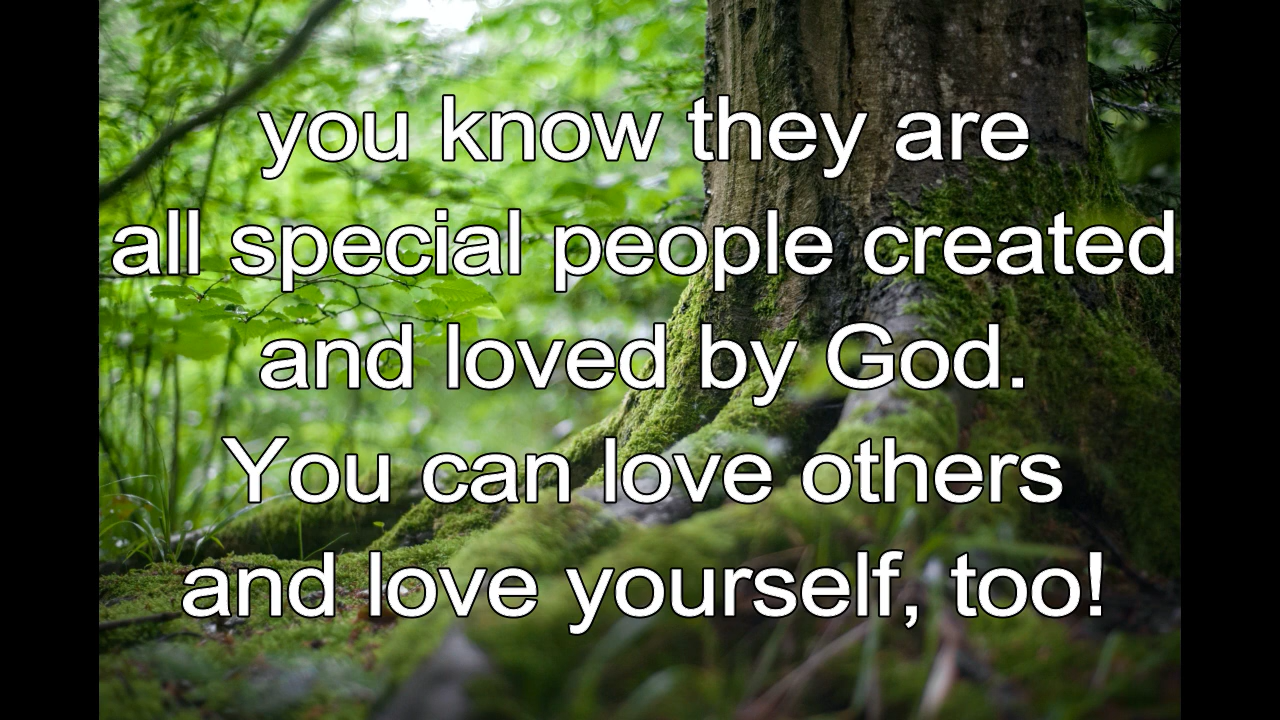 you know they are
all special people created
and loved by God.
You can love others
and love yourself, too!